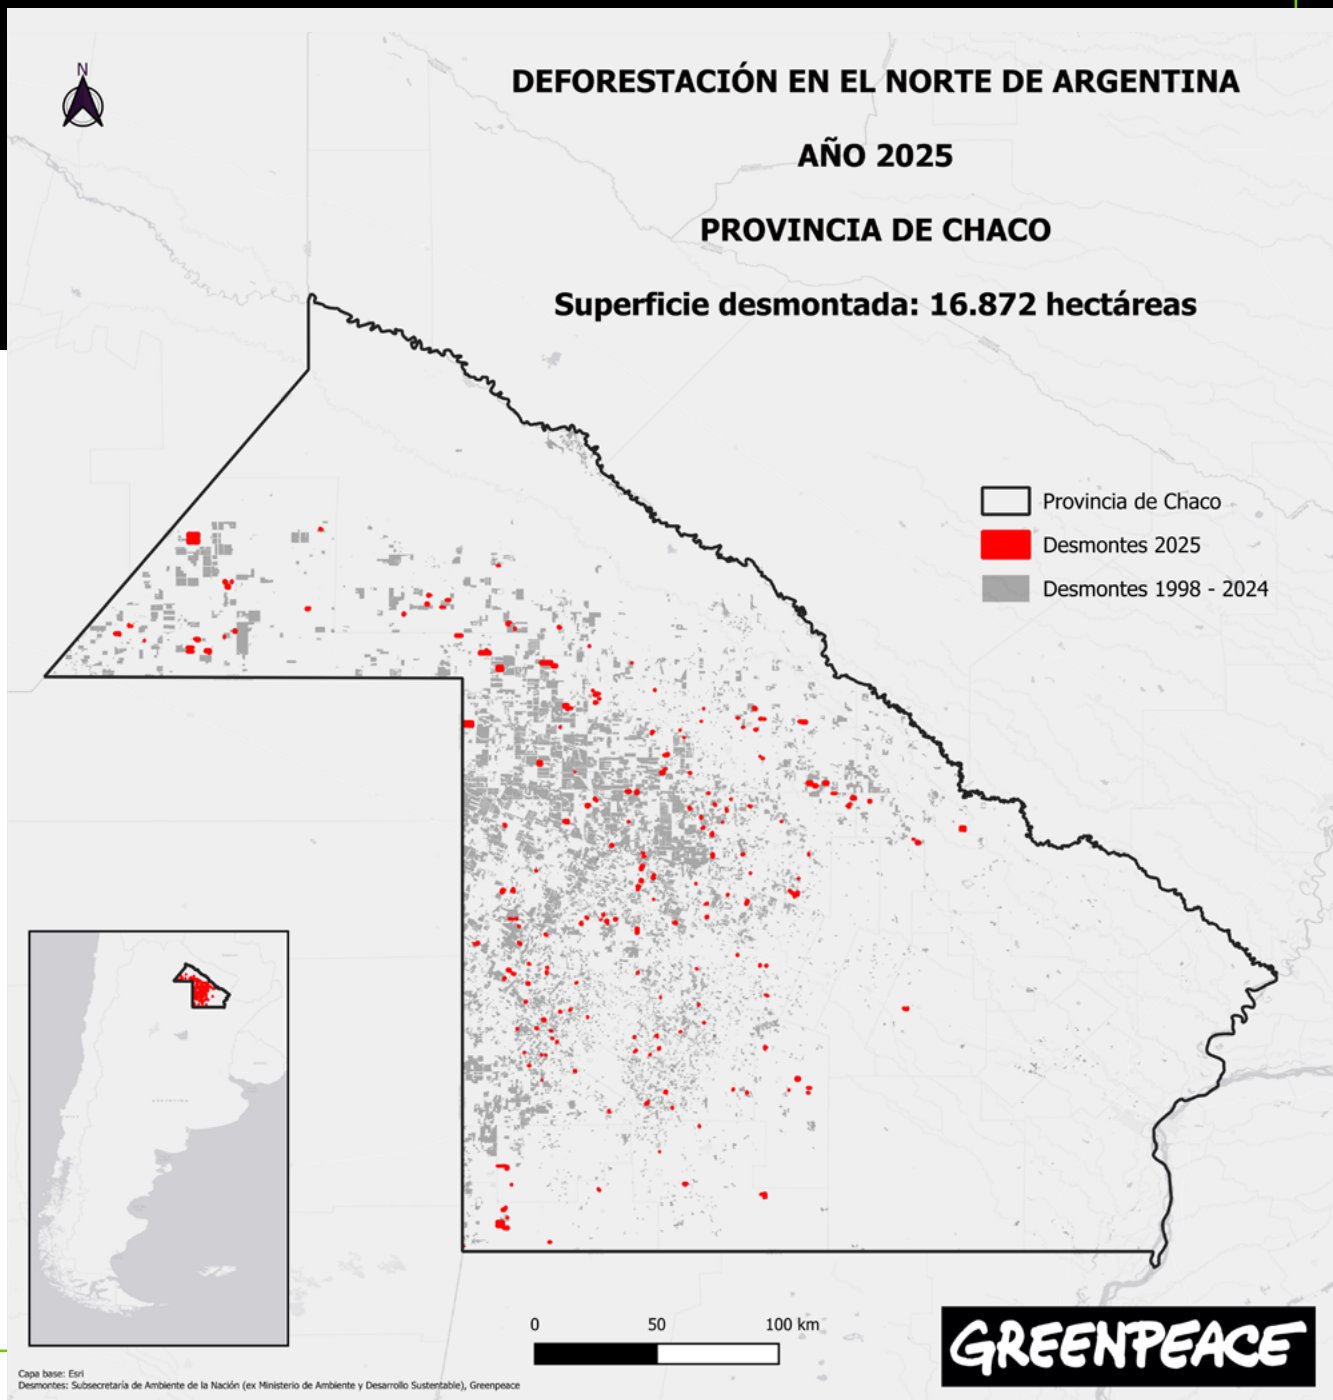 N
DEFORESTACIÓN EN EL NORTE DE ARGENTINA
AÑO 2025
PROVINCIA DE CHACO
Superficie desmontada: 16.872 hectáreas
Provincia de Chaco
Desmontes 2025
Desmontes 1998 - 2024
ARGENTINA
0 50 100 km
GREENPEACE
Capa base: Esri
Desmontes: Subsecretaría de Ambiente de la Nación (ex Ministerio de Ambiente y Desarrollo Sustentable), Greenpeace